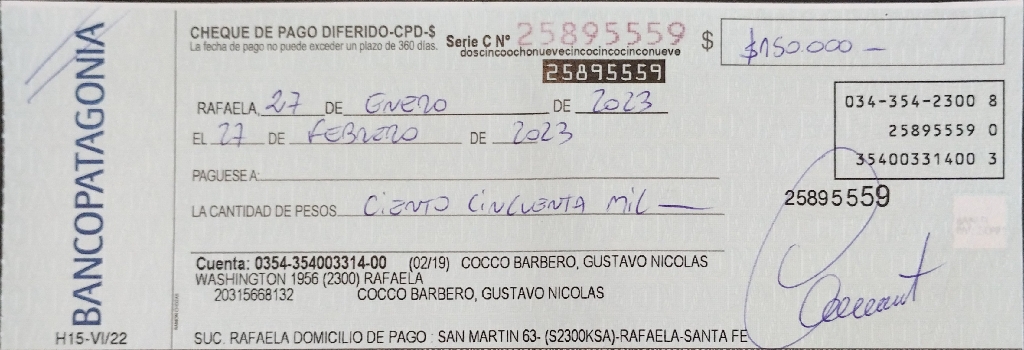 BANCOPATAGONIA
H15-VI/22
CHEQUE DE PAGO DIFERIDO-CPD-$
La fecha de pago no puede exceder un plazo de 360 días.
Serie C Nº 25895559
doscincoochonuevecincocincocinconueve
25895559
$ $150.000 —
RAFAELA, 27 DE ENERO DE 2023
EL 27 DE FEBRERO DE 2023
034-354-2300 8
25895559 0
35400331400 3
PAGUESE A:
25895559
LA CANTIDAD DE PESOS CIENTO CINCUENTA MIL —
Cuenta: 0354-354003314-00 (02/19) COCCO BARBERO, GUSTAVO NICOLAS
WASHINGTON 1956 (2300) RAFAELA
20315668132 COCCO BARBERO, GUSTAVO NICOLAS
SUC. RAFAELA DOMICILIO DE PAGO : SAN MARTIN 63- (S2300KSA)-RAFAELA-SANTA FE